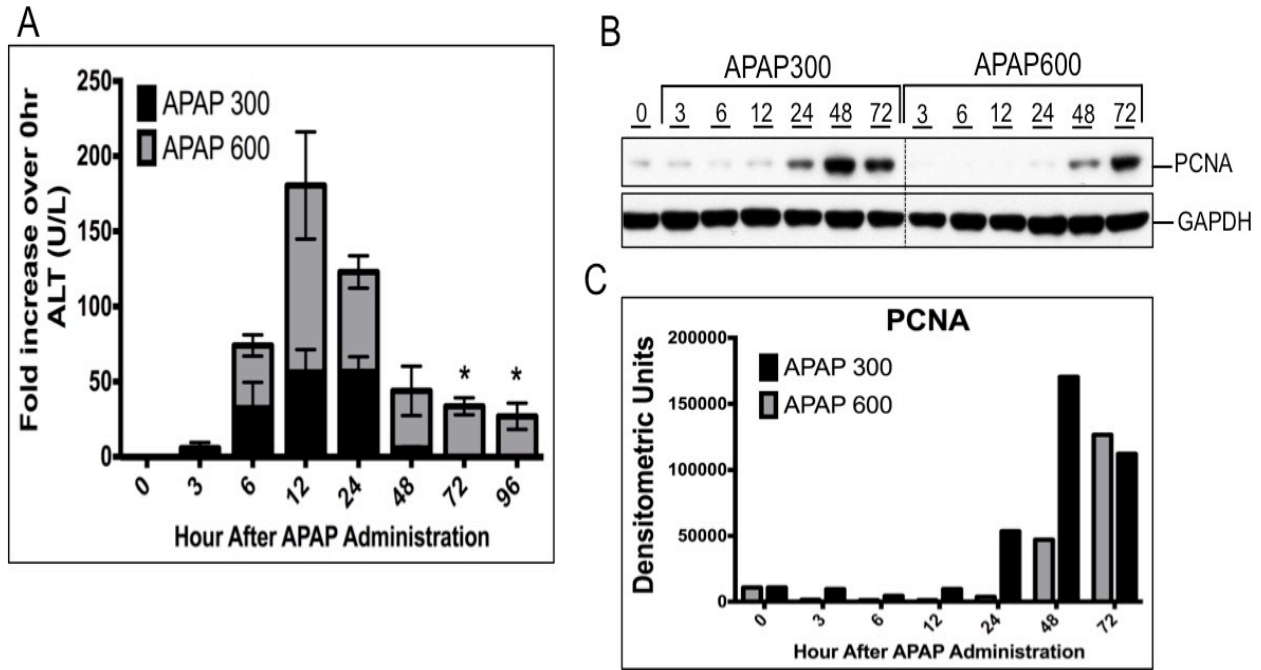 A
250
200
150
100
50
0
Fold increase over 0hr
ALT (U/L)
APAP 300
APAP 600
*
*
0 3 6 12 24 48 72 96
Hour After APAP Administration
B
APAP300 APAP600
0 3 6 12 24 48 72 3 6 12 24 48 72
PCNA
GAPDH
C
PCNA
200000
150000
100000
50000
0
Densitometric Units
APAP 300
APAP 600
0 3 6 12 24 48 72
Hour After APAP Administration